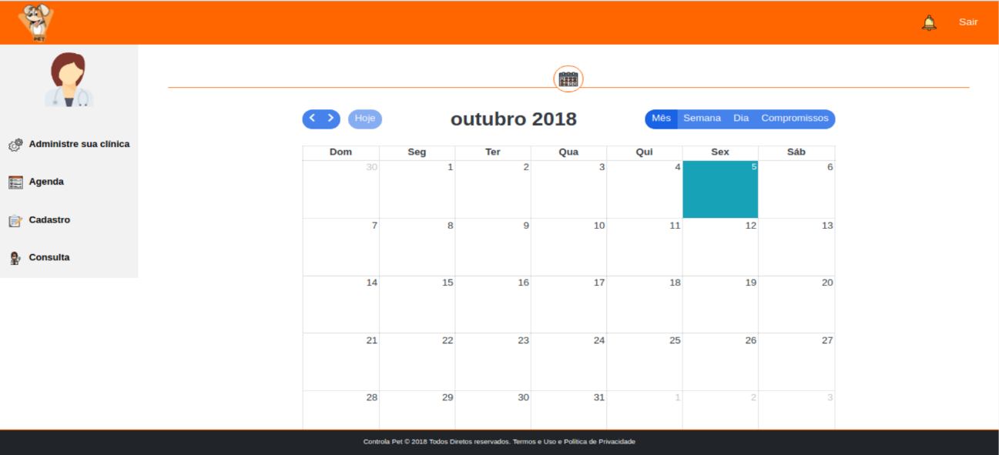 PET
Sair
Administre sua clínica
Agenda
Cadastro
Consulta
Hoje
outubro 2018
Mês Semana Dia Compromissos
Dom Seg Ter Qua Qui Sex Sáb
30 1 2 3 4 5 6
7 8 9 10 11 12 13
14 15 16 17 18 19 20
21 22 23 24 25 26 27
28 29 30 31 1 2 3
Controla Pet © 2018 Todos Diretos reservados. Termos e Uso e Política de Privacidade